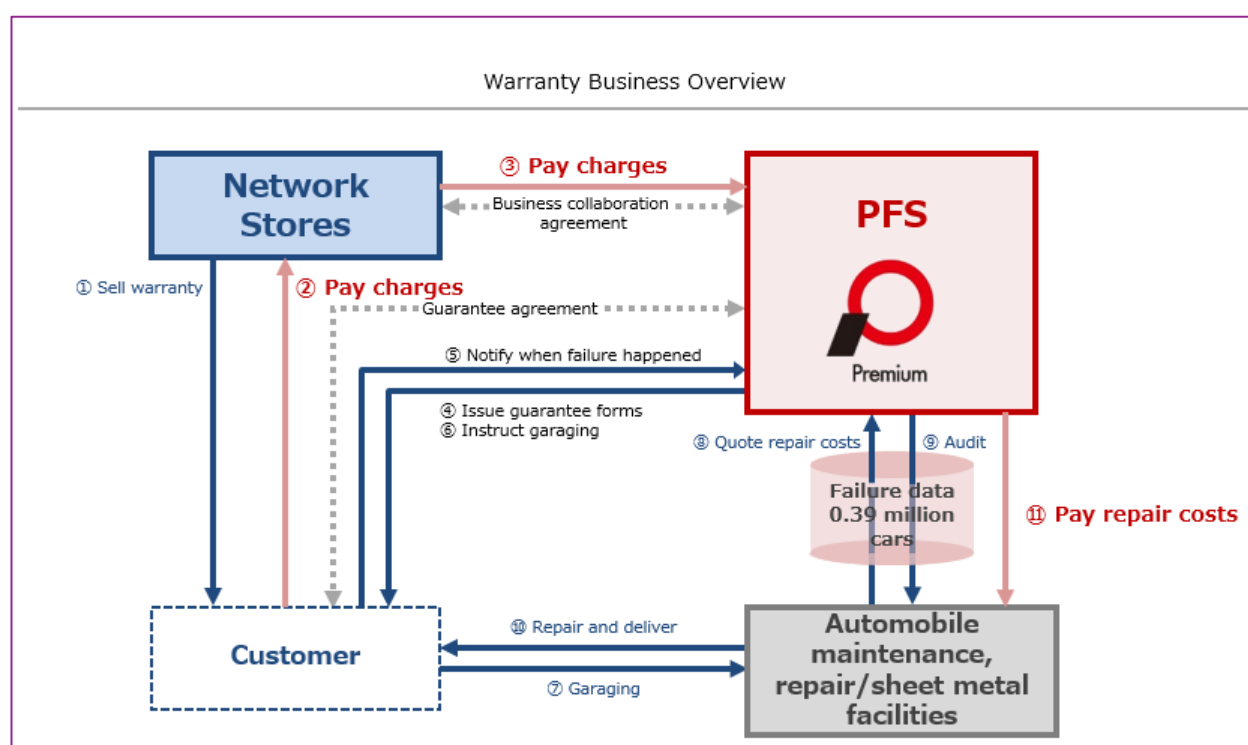 Warranty Business Overview
Network
Stores
③ Pay charges
Business collaboration
agreement
PFS
Premium
① Sell warranty
② Pay charges
Guarantee agreement
⑤ Notify when failure happened
④ Issue guarantee forms
⑥ Instruct garaging
⑧ Quote repair costs
⑨ Audit
Failure data
0.39 million
cars
⑪ Pay repair costs
Customer
⑩ Repair and deliver
⑦ Garaging
Automobile
maintenance,
repair/sheet metal
facilities